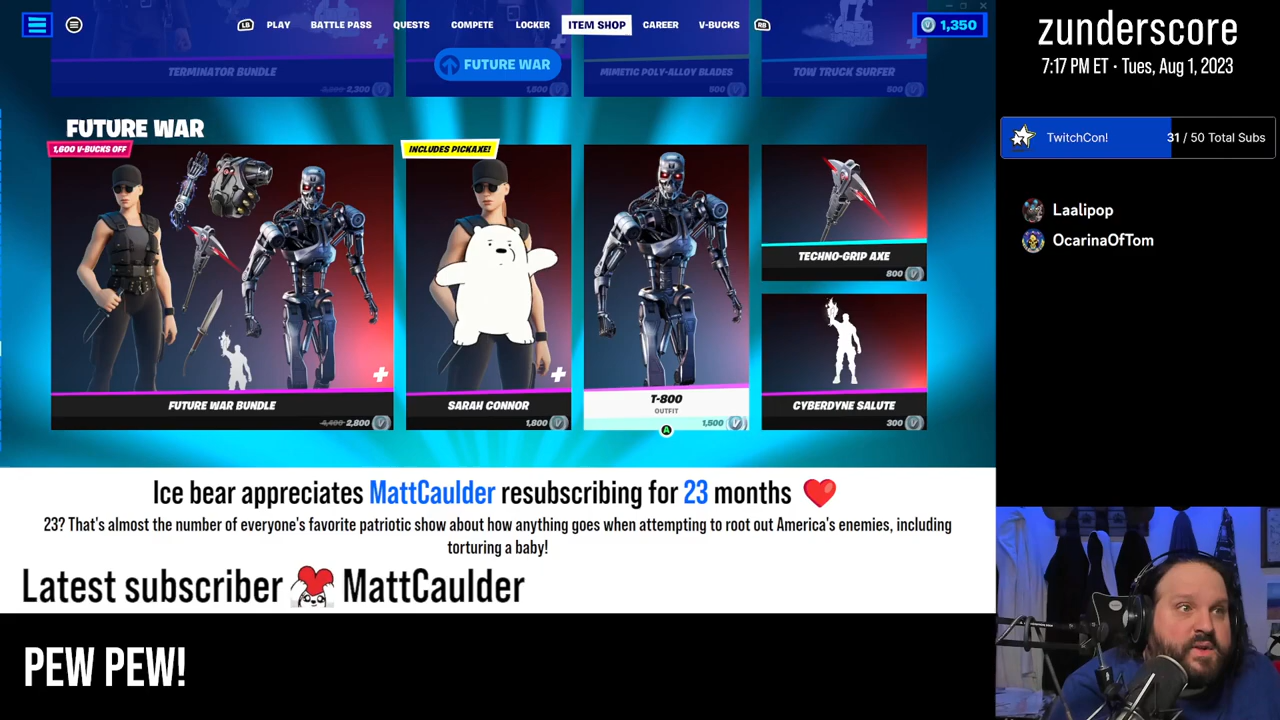 LB PLAY BATTLE PASS QUESTS COMPETE LOCKER ITEM SHOP CAREER V-BUCKS RB 1,350
FUTURE WAR
TERMINATOR BUNDLE MIMETIC POLY-ALLOY BLADES TOW TRUCK SURFER
2,300 1,800 500 500
FUTURE WAR
1,600 V-BUCKS OFF
INCLUDES PICKAXE!
FUTURE WAR BUNDLE
4,400 2,800
SARAH CONNOR
1,800
T-800
OUTFIT
A 1,500
TECHNO-GRIP AXE
800
CYBERDYNE SALUTE
300
Ice bear appreciates MattCaulder resubscribing for 23 months
23? That's almost the number of everyone's favorite patriotic show about how anything goes when attempting to root out America's enemies, including
torturing a baby!
Latest subscriber MattCaulder
PEW PEW!
zunderscore
7:17 PM ET · Tues, Aug 1, 2023
TwitchCon! 31 / 50 Total Subs
Laalipop
OcarinaOfTom